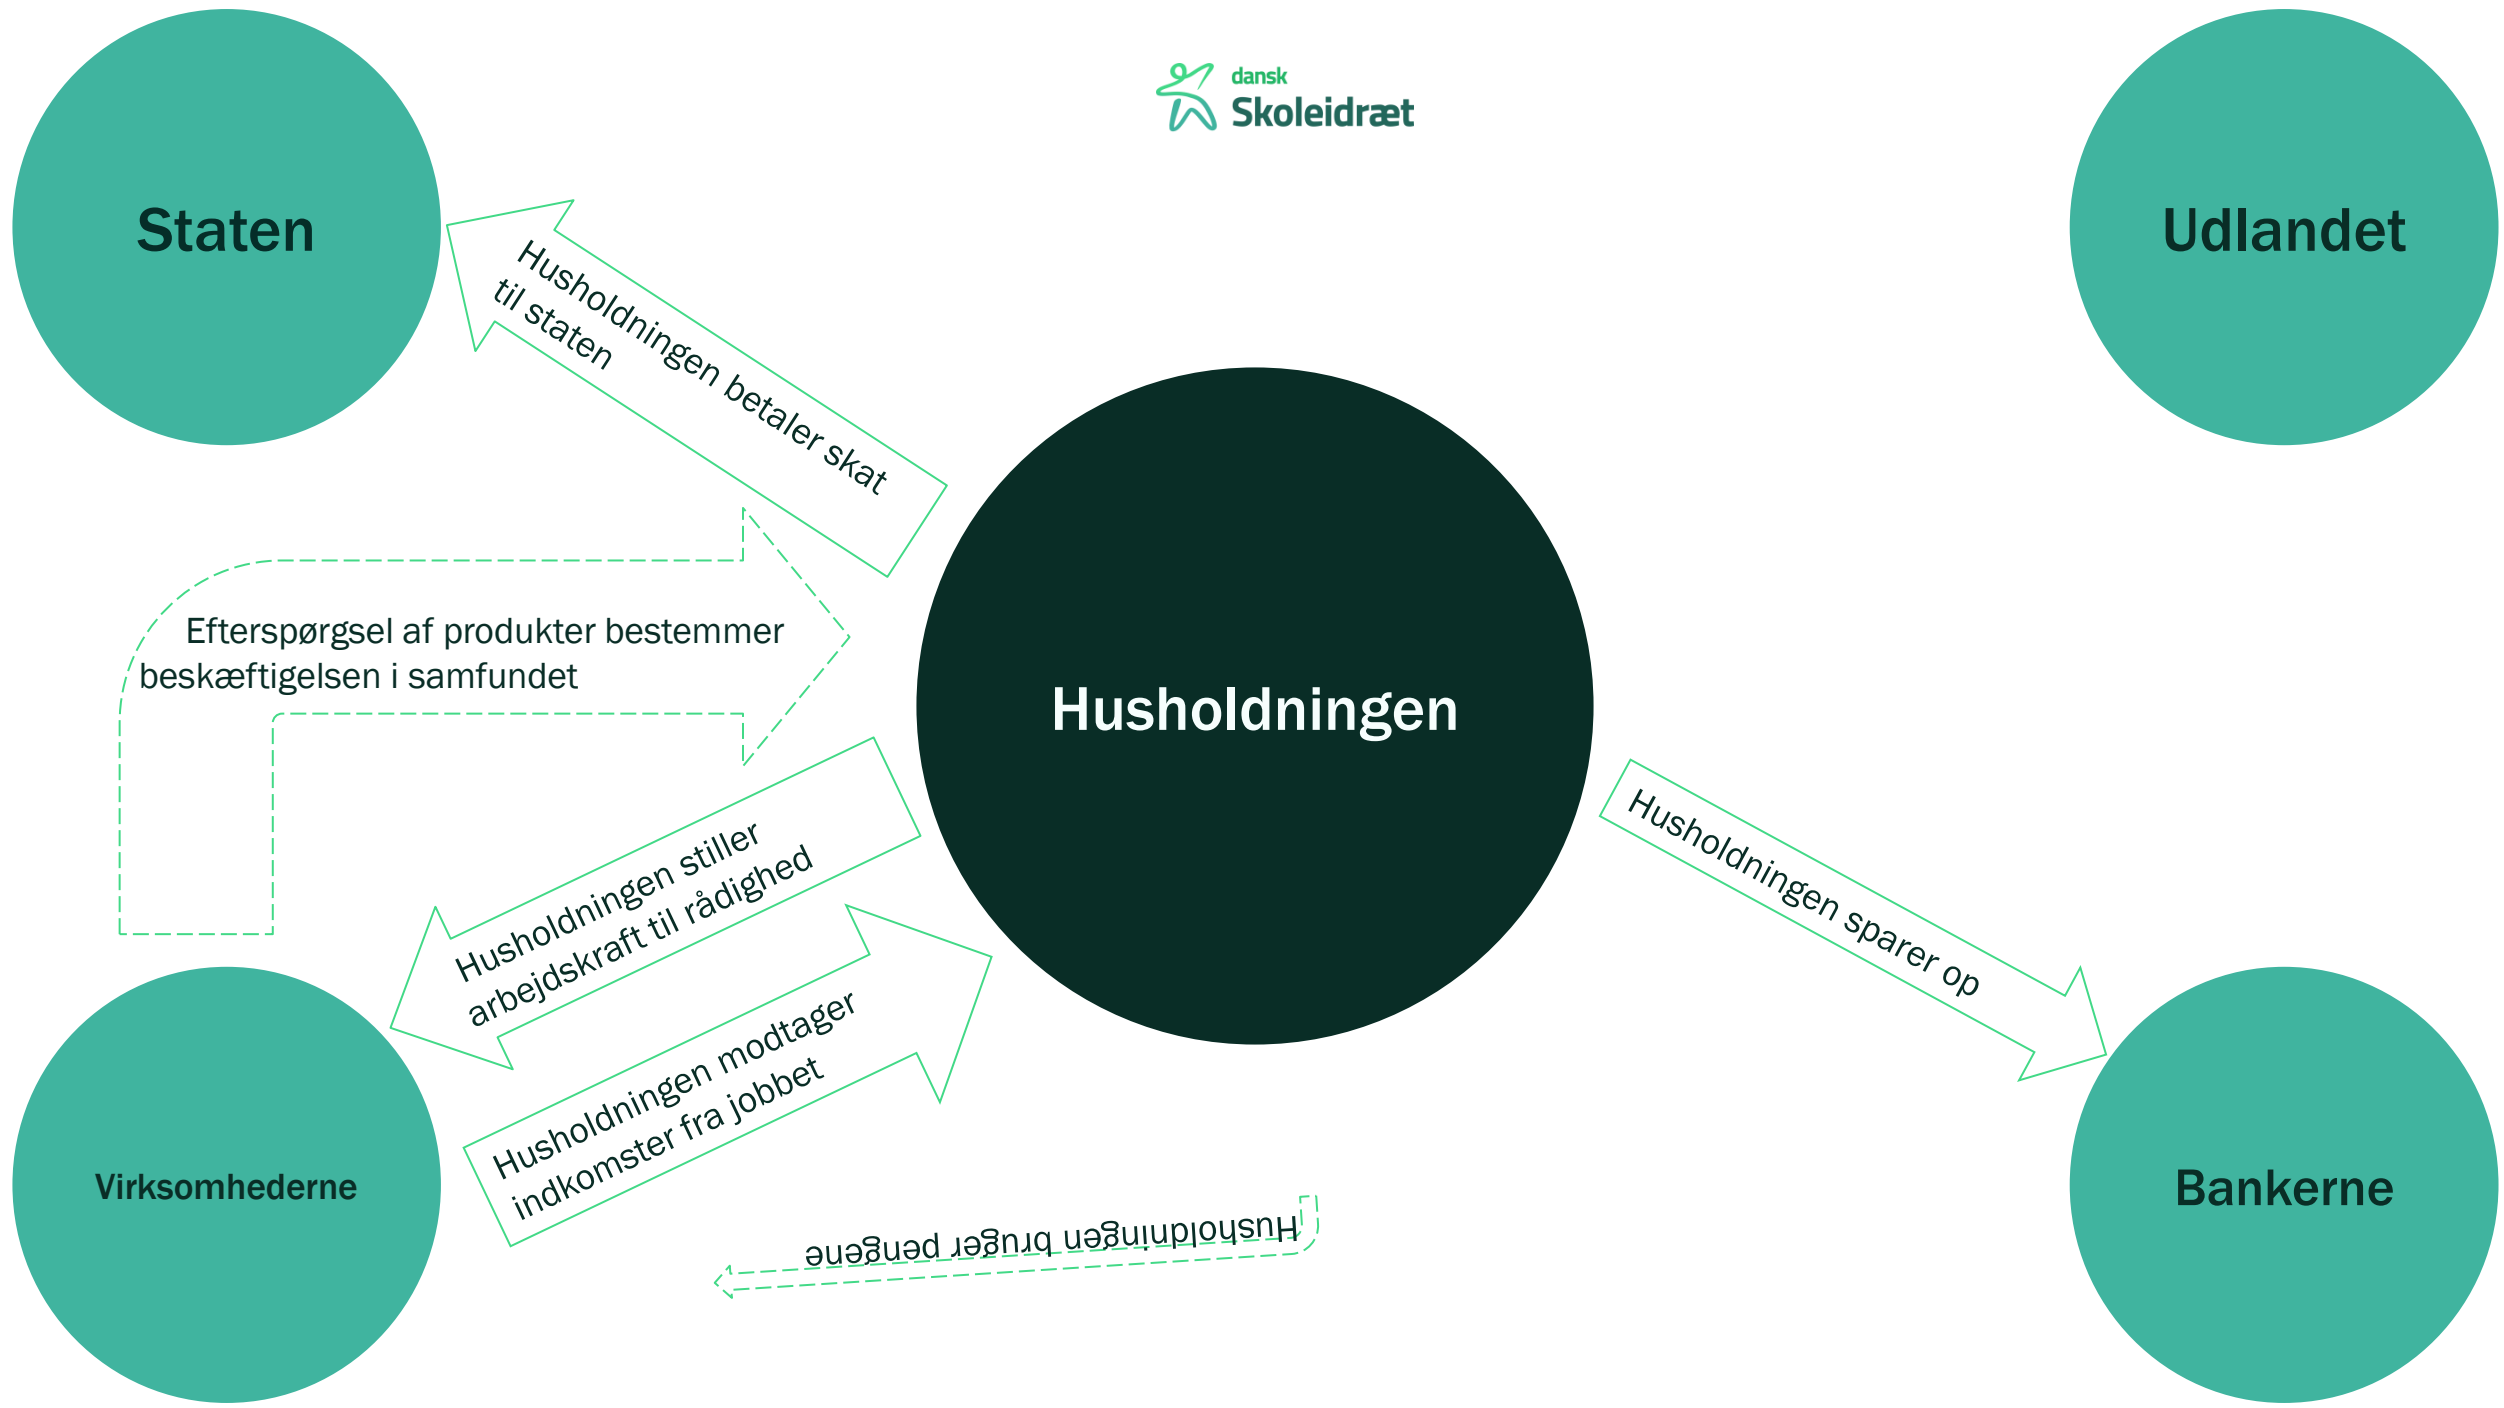 dansk
Skoleidræt
Staten
Udlandet
Husholdningen betaler skat
til staten
Efterspørgsel af produkter bestemmer
beskæftigelsen i samfundet
Husholdningen
Husholdningen stiller
arbejdskraft til rådighed
Husholdningen sparer op
Husholdningen modtager
indkomster fra jobbet
Virksomhederne
Bankerne
Husholdningen bruger pengene